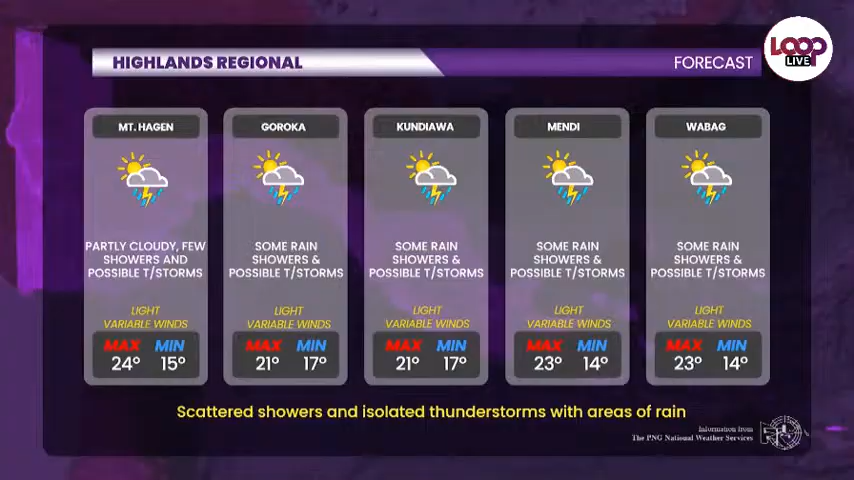 LOOP
LIVE
HIGHLANDS REGIONAL
FORECAST
MT. HAGEN
PARTLY CLOUDY, FEW
SHOWERS AND
POSSIBLE T/STORMS
LIGHT
VARIABLE WINDS
MAX MIN
24° 15°
GOROKA
SOME RAIN
SHOWERS &
POSSIBLE T/STORMS
LIGHT
VARIABLE WINDS
MAX MIN
21° 17°
KUNDIAWA
SOME RAIN
SHOWERS &
POSSIBLE T/STORMS
LIGHT
VARIABLE WINDS
MAX MIN
21° 17°
MENDI
SOME RAIN
SHOWERS &
POSSIBLE T/STORMS
LIGHT
VARIABLE WINDS
MAX MIN
23° 14°
WABAG
SOME RAIN
SHOWERS &
POSSIBLE T/STORMS
LIGHT
VARIABLE WINDS
MAX MIN
23° 14°
Scattered showers and isolated thunderstorms with areas of rain
Information from
The PNG National Weather Services